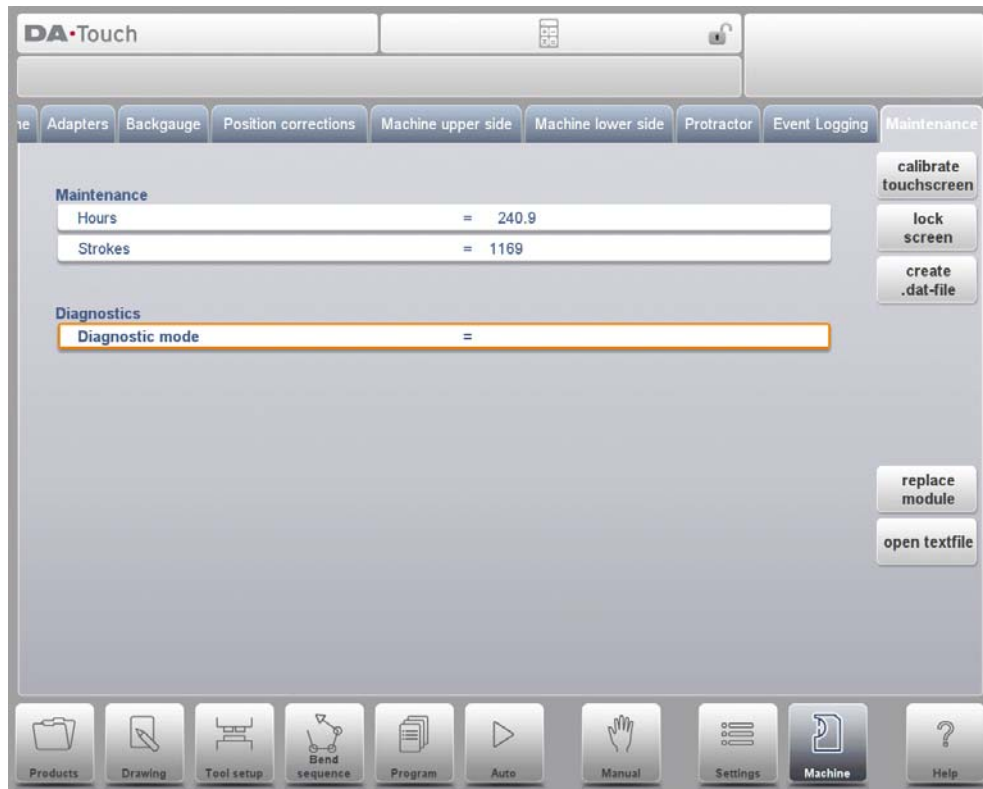 DA·Touch
ne Adapters Backgauge Position corrections Machine upper side Machine lower side Protractor Event Logging Maintenance
calibrate
touchscreen
Maintenance
Hours = 240.9
lock
screen
Strokes = 1169
create
.dat-file
Diagnostics
Diagnostic mode =
replace
module
open textfile
Products Drawing Tool setup Bend sequence Program Auto Manual Settings Machine Help